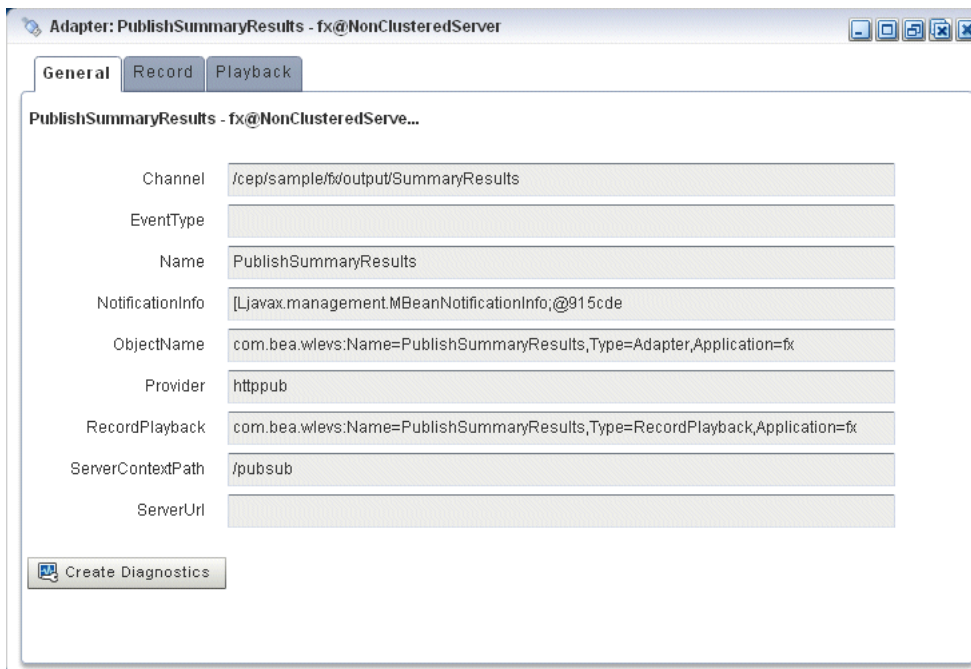 Adapter: PublishSummaryResults - fx@NonClusteredServer
General Record Playback
PublishSummaryResults - fx@NonClusteredServe...
Channel /cep/sample/fx/output/SummaryResults
EventType
Name PublishSummaryResults
NotificationInfo [Ljavax.management.MBeanNotificationInfo;@915cde
ObjectName com.bea.wlevs:Name=PublishSummaryResults,Type=Adapter,Application=fx
Provider httppub
RecordPlayback com.bea.wlevs:Name=PublishSummaryResults,Type=RecordPlayback,Application=fx
ServerContextPath /pubsub
ServerUrl
Create Diagnostics